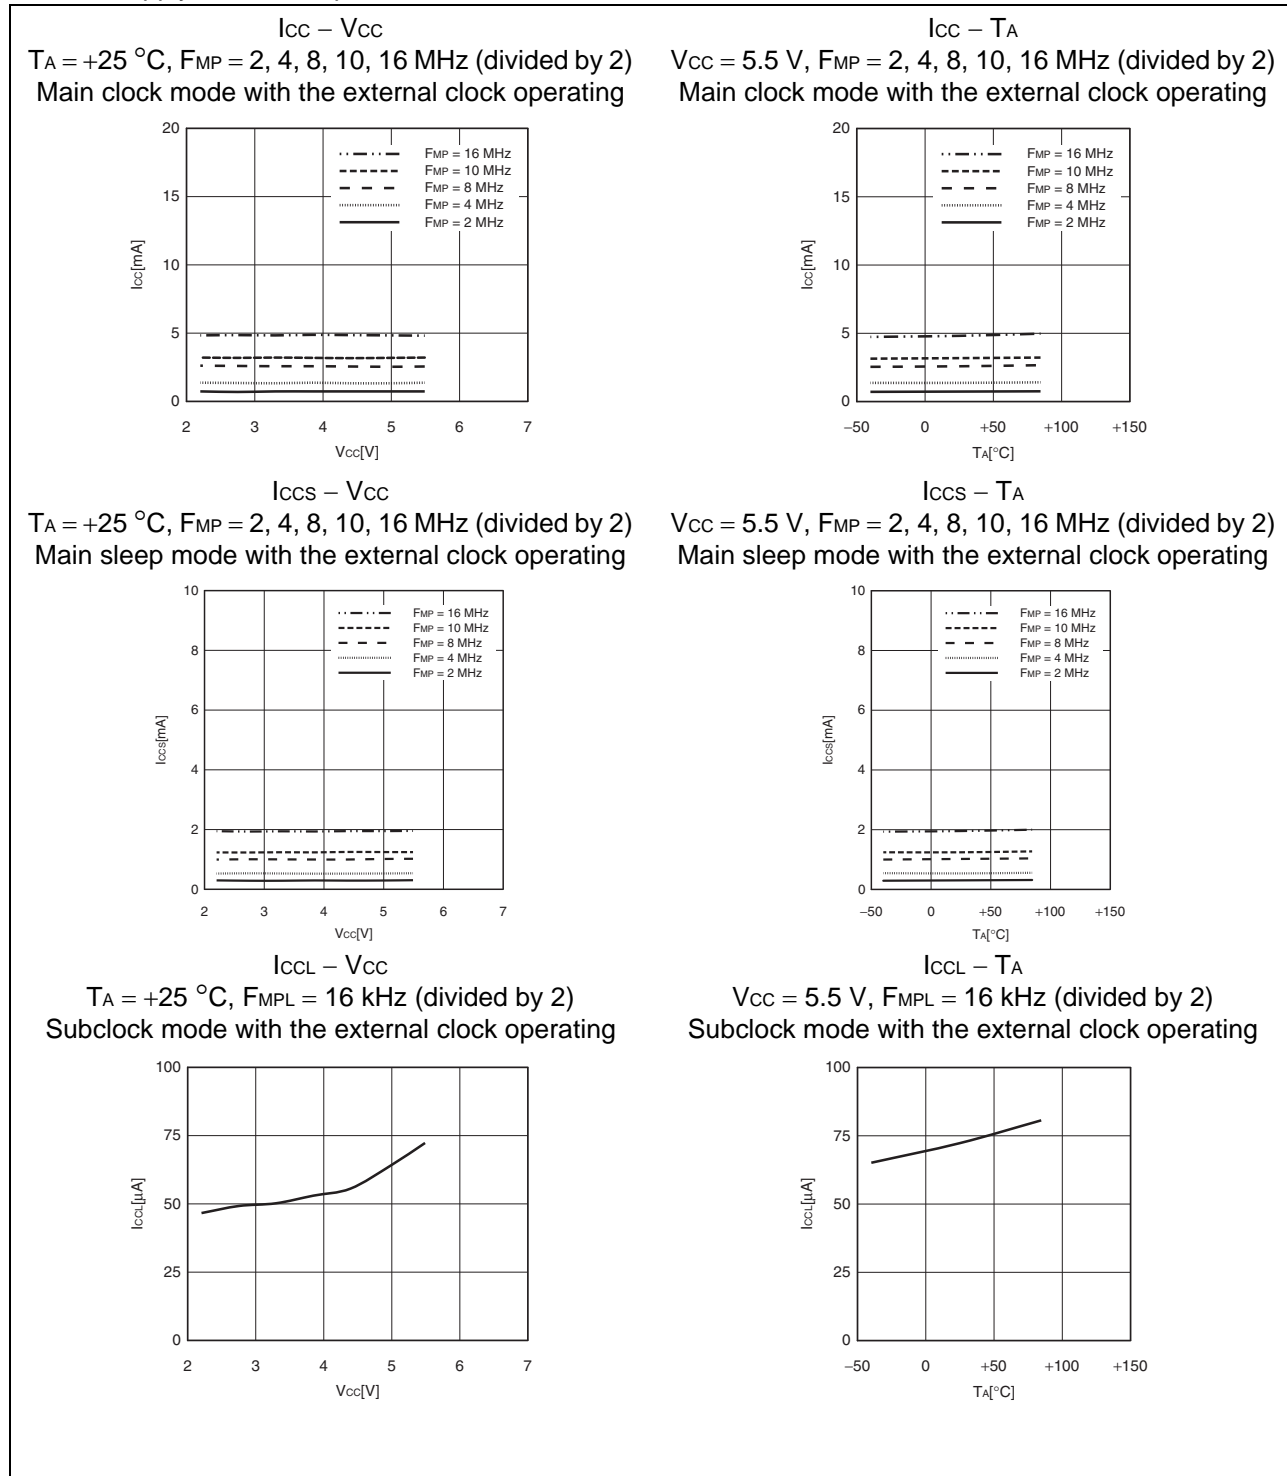 ICC – VCC
TA = +25 °C, FMP = 2, 4, 8, 10, 16 MHz (divided by 2)
Main clock mode with the external clock operating
20
15
10
5
0
ICC[mA]
FMP = 16 MHz
FMP = 10 MHz
FMP = 8 MHz
FMP = 4 MHz
FMP = 2 MHz
2 3 4 5 6 7
VCC[V]
ICC – TA
VCC = 5.5 V, FMP = 2, 4, 8, 10, 16 MHz (divided by 2)
Main clock mode with the external clock operating
20
15
10
5
0
ICC[mA]
FMP = 16 MHz
FMP = 10 MHz
FMP = 8 MHz
FMP = 4 MHz
FMP = 2 MHz
−50 0 +50 +100 +150
TA[°C]
ICCS – VCC
TA = +25 °C, FMP = 2, 4, 8, 10, 16 MHz (divided by 2)
Main sleep mode with the external clock operating
10
8
6
4
2
0
ICCS[mA]
FMP = 16 MHz
FMP = 10 MHz
FMP = 8 MHz
FMP = 4 MHz
FMP = 2 MHz
2 3 4 5 6 7
VCC[V]
ICCS – TA
VCC = 5.5 V, FMP = 2, 4, 8, 10, 16 MHz (divided by 2)
Main sleep mode with the external clock operating
10
8
6
4
2
0
ICCS[mA]
FMP = 16 MHz
FMP = 10 MHz
FMP = 8 MHz
FMP = 4 MHz
FMP = 2 MHz
−50 0 +50 +100 +150
TA[°C]
ICCL – VCC
TA = +25 °C, FMPL = 16 kHz (divided by 2)
Subclock mode with the external clock operating
100
75
50
25
0
ICCL[µA]
2 3 4 5 6 7
VCC[V]
ICCL – TA
VCC = 5.5 V, FMPL = 16 kHz (divided by 2)
Subclock mode with the external clock operating
100
75
50
25
0
ICCL[µA]
−50 0 +50 +100 +150
TA[°C]